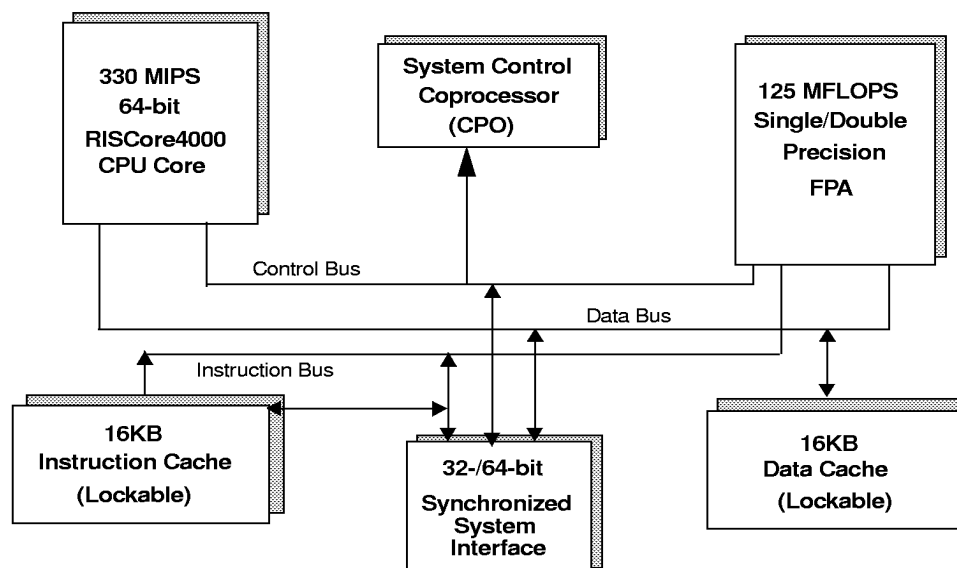 330 MIPS
64-bit
RISCore4000
CPU Core
System Control
Coprocessor
(CPO)
125 MFLOPS
Single/Double
Precision
FPA
Control Bus
Data Bus
Instruction Bus
16KB
Instruction Cache
(Lockable)
32-/64-bit
Synchronized
System
Interface
16KB
Data Cache
(Lockable)